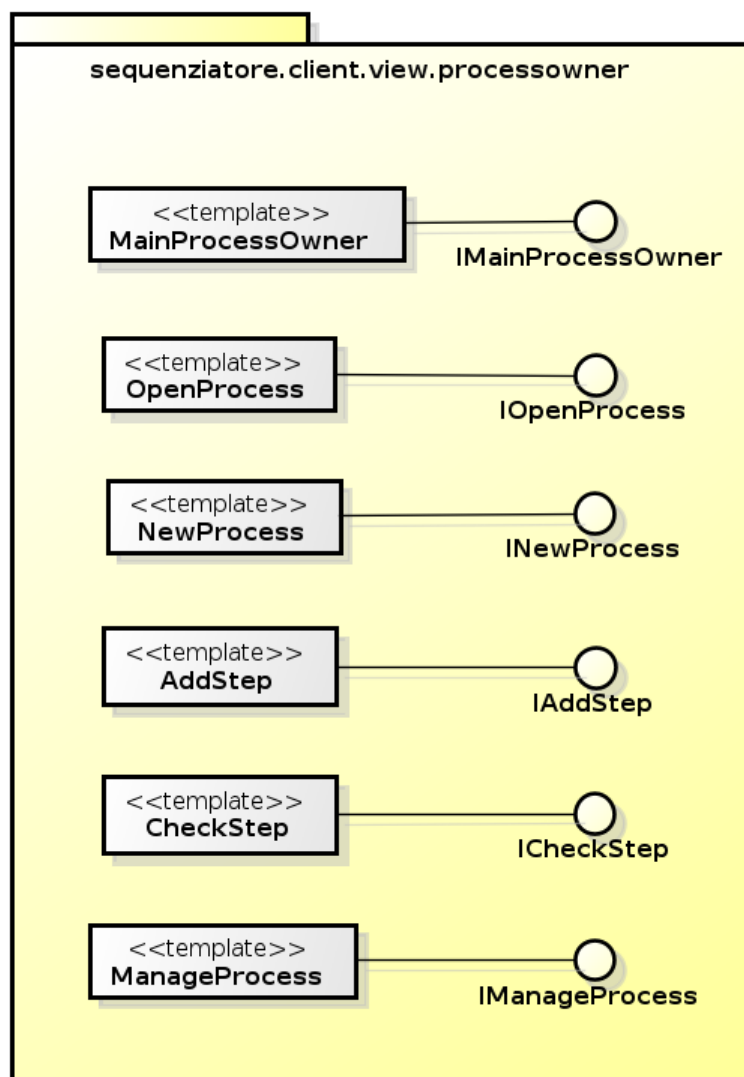 sequenziatore.client.view.processowner
<<template>>
MainProcessOwner
IMainProcessOwner
<<template>>
OpenProcess
IOpenProcess
<<template>>
NewProcess
INewProcess
<<template>>
AddStep
IAddStep
<<template>>
CheckStep
ICheckStep
<<template>>
ManageProcess
IManageProcess